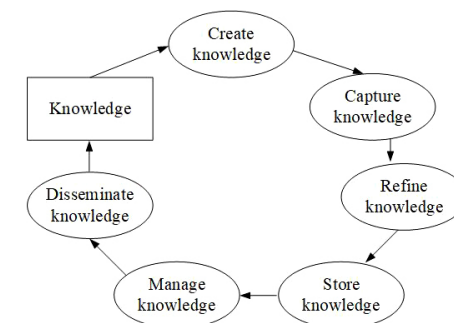 Create
knowledge
Capture
knowledge
Refine
knowledge
Store
knowledge
Manage
knowledge
Disseminate
knowledge
Knowledge